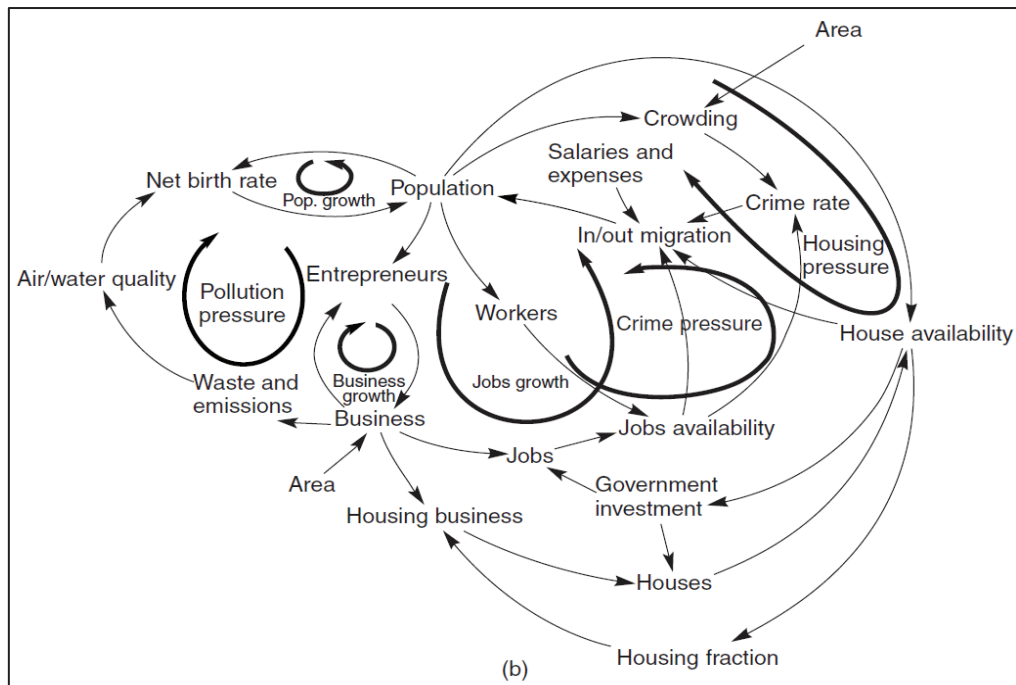 Area
Crowding
Salaries and
expenses
Net birth rate
Pop. growth
Population
Crime rate
In/out migration
Housing
pressure
Air/water quality
Pollution
pressure
Entrepreneurs
Workers
Crime pressure
House availability
Waste and
emissions
Business
growth
Jobs growth
Business
Jobs availability
Jobs
Area
Government
investment
Housing business
Houses
Housing fraction
(b)